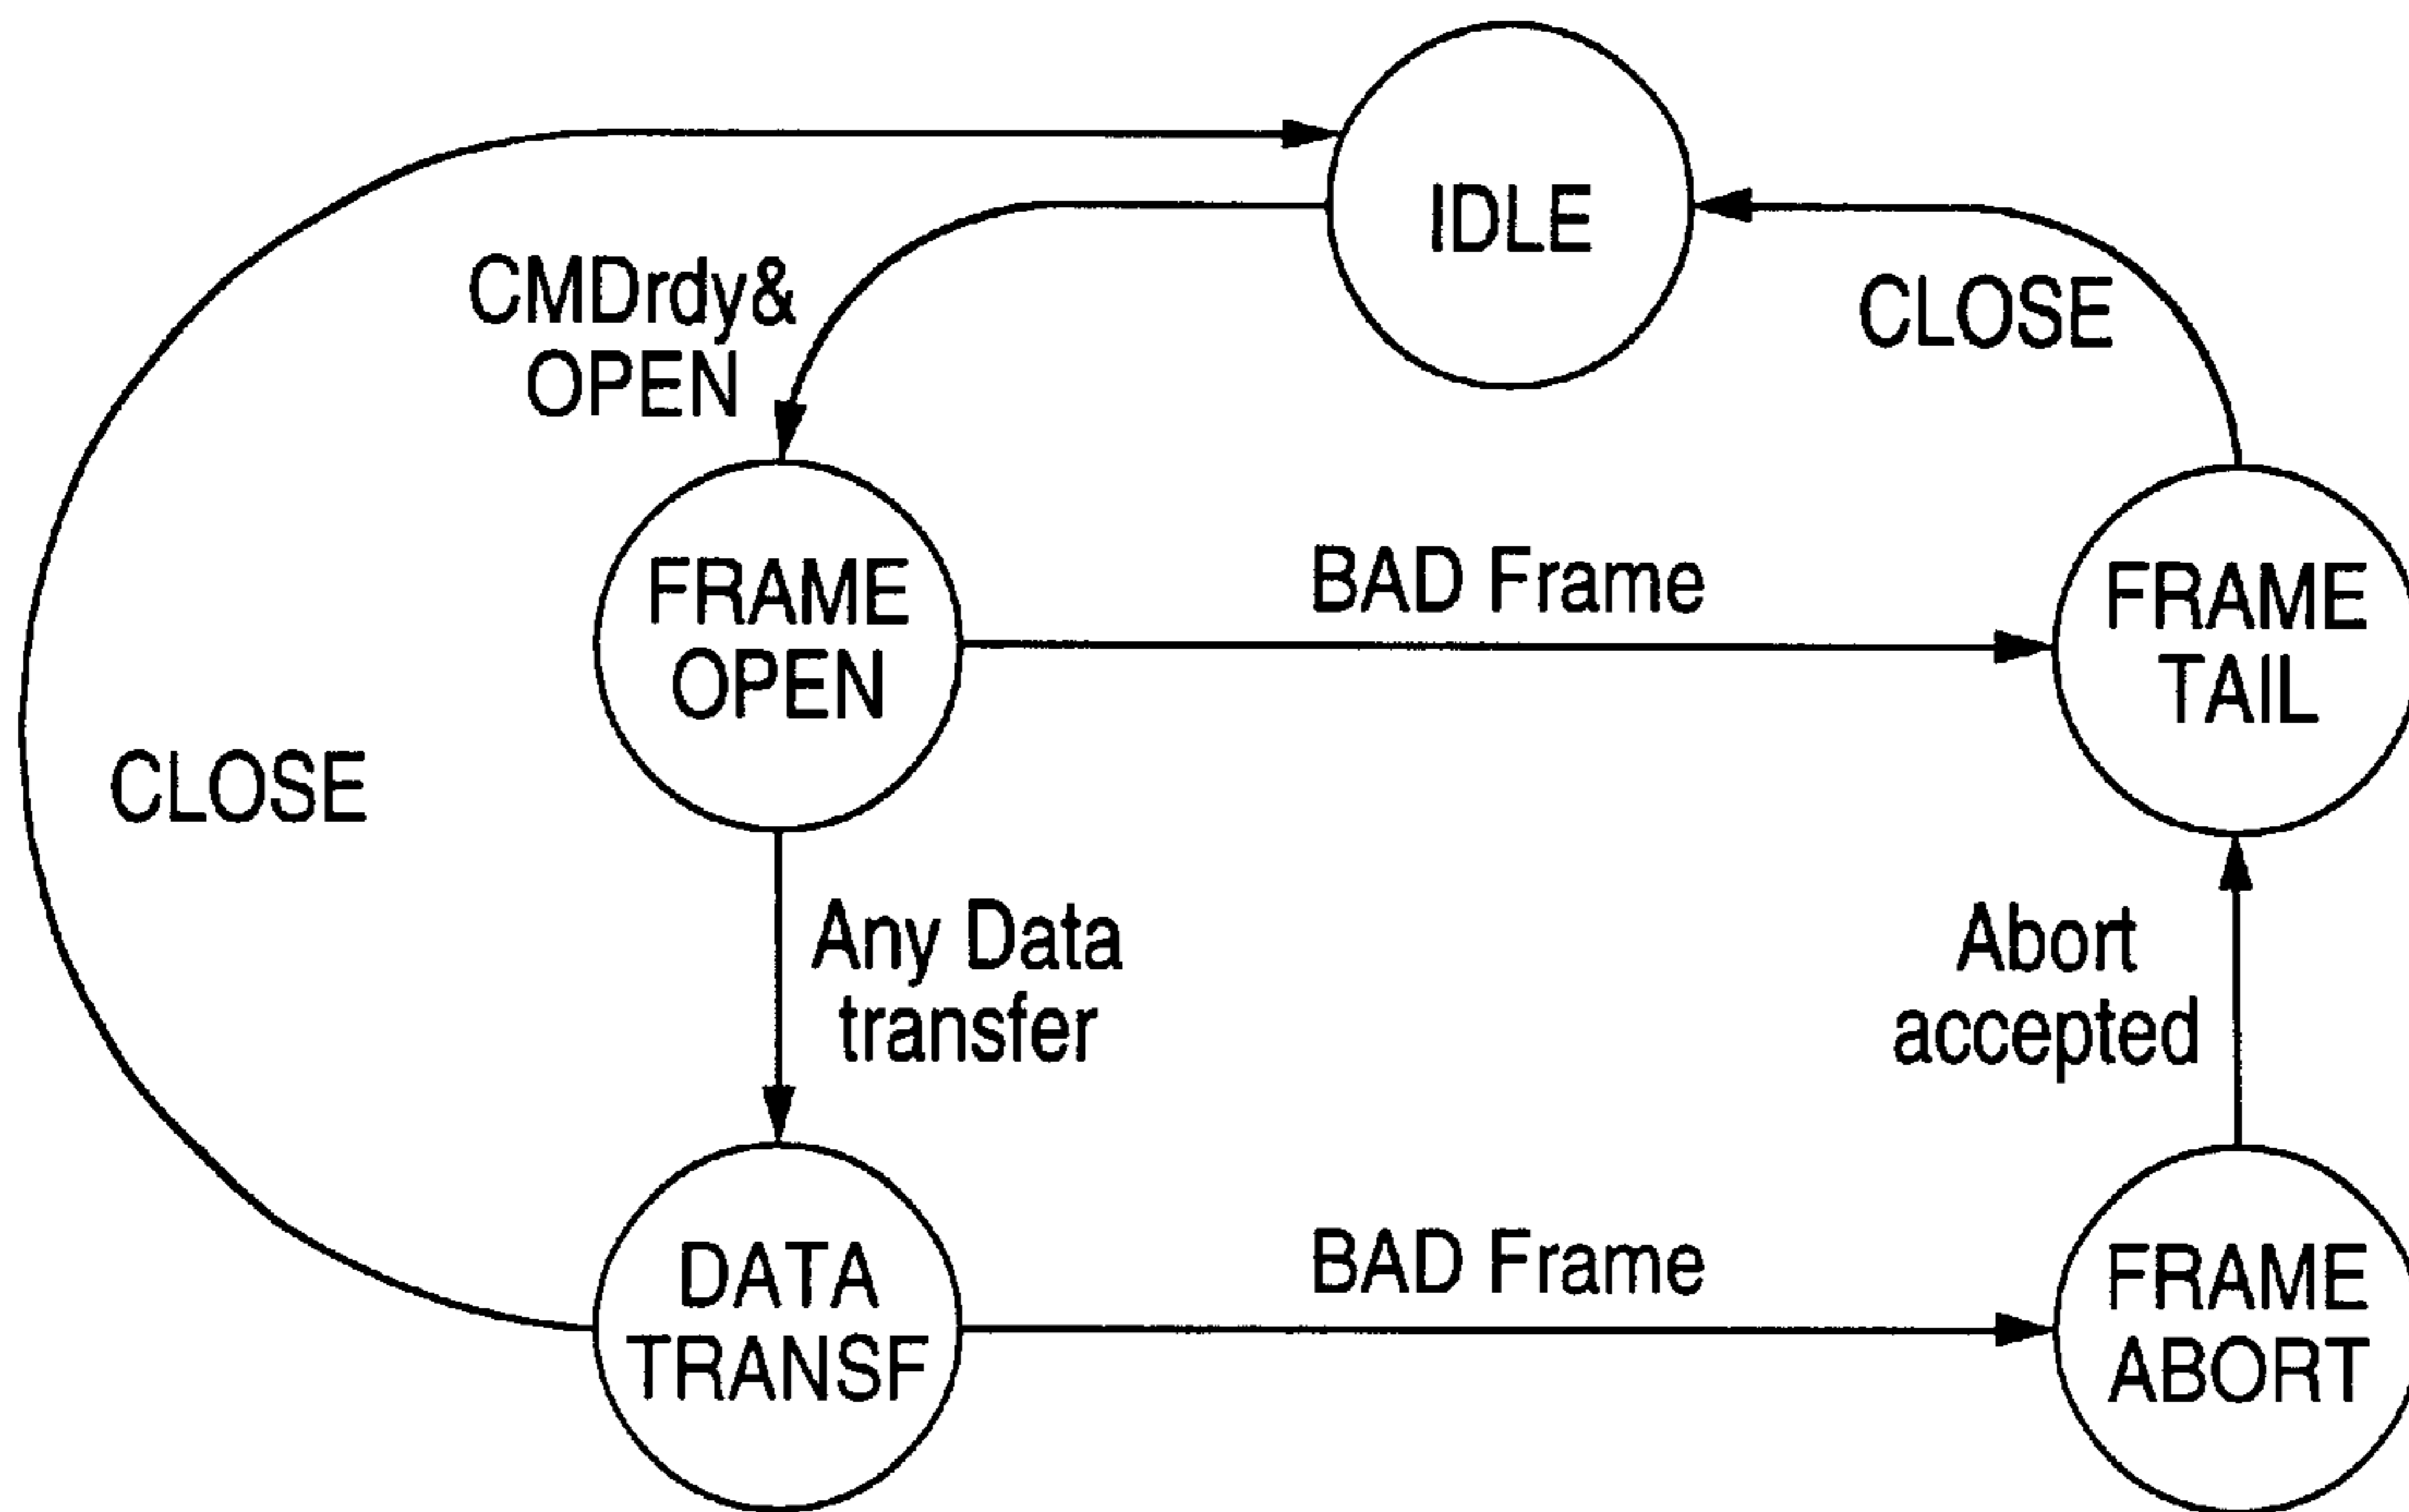 IDLE
CMDrdy&
OPEN
CLOSE
FRAME
OPEN
BAD Frame
FRAME
TAIL
CLOSE
Any Data
transfer
Abort
accepted
DATA
TRANSF
BAD Frame
FRAME
ABORT